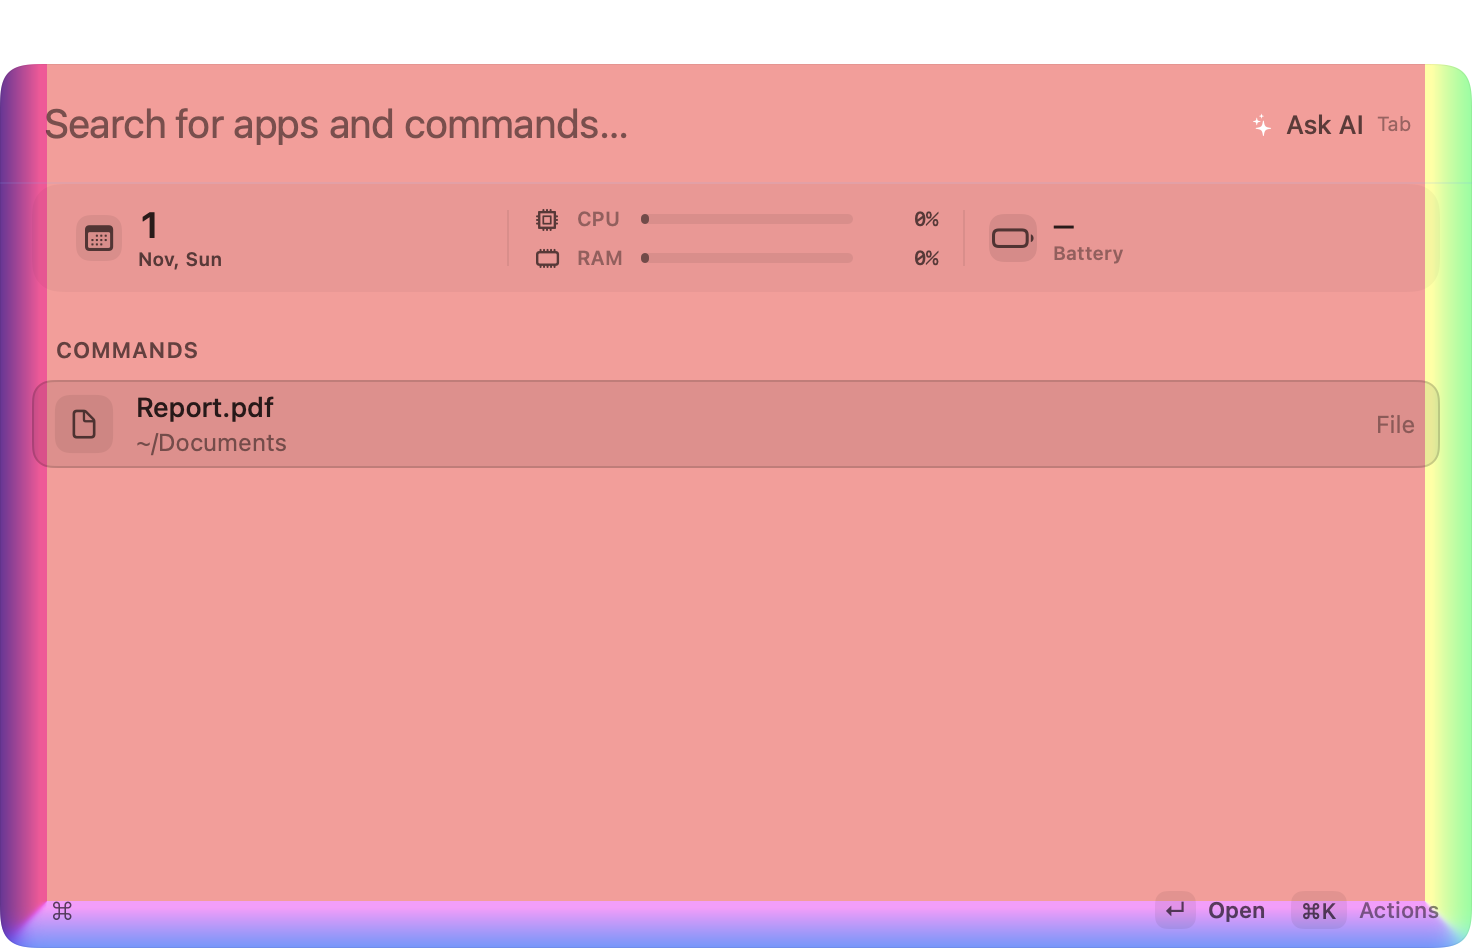 Search for apps and commands...
Ask AI Tab
1
Nov, Sun
CPU 0%
RAM 0%
—
Battery
COMMANDS
Report.pdf
~/Documents
File
⌘
↵ Open ⌘K Actions